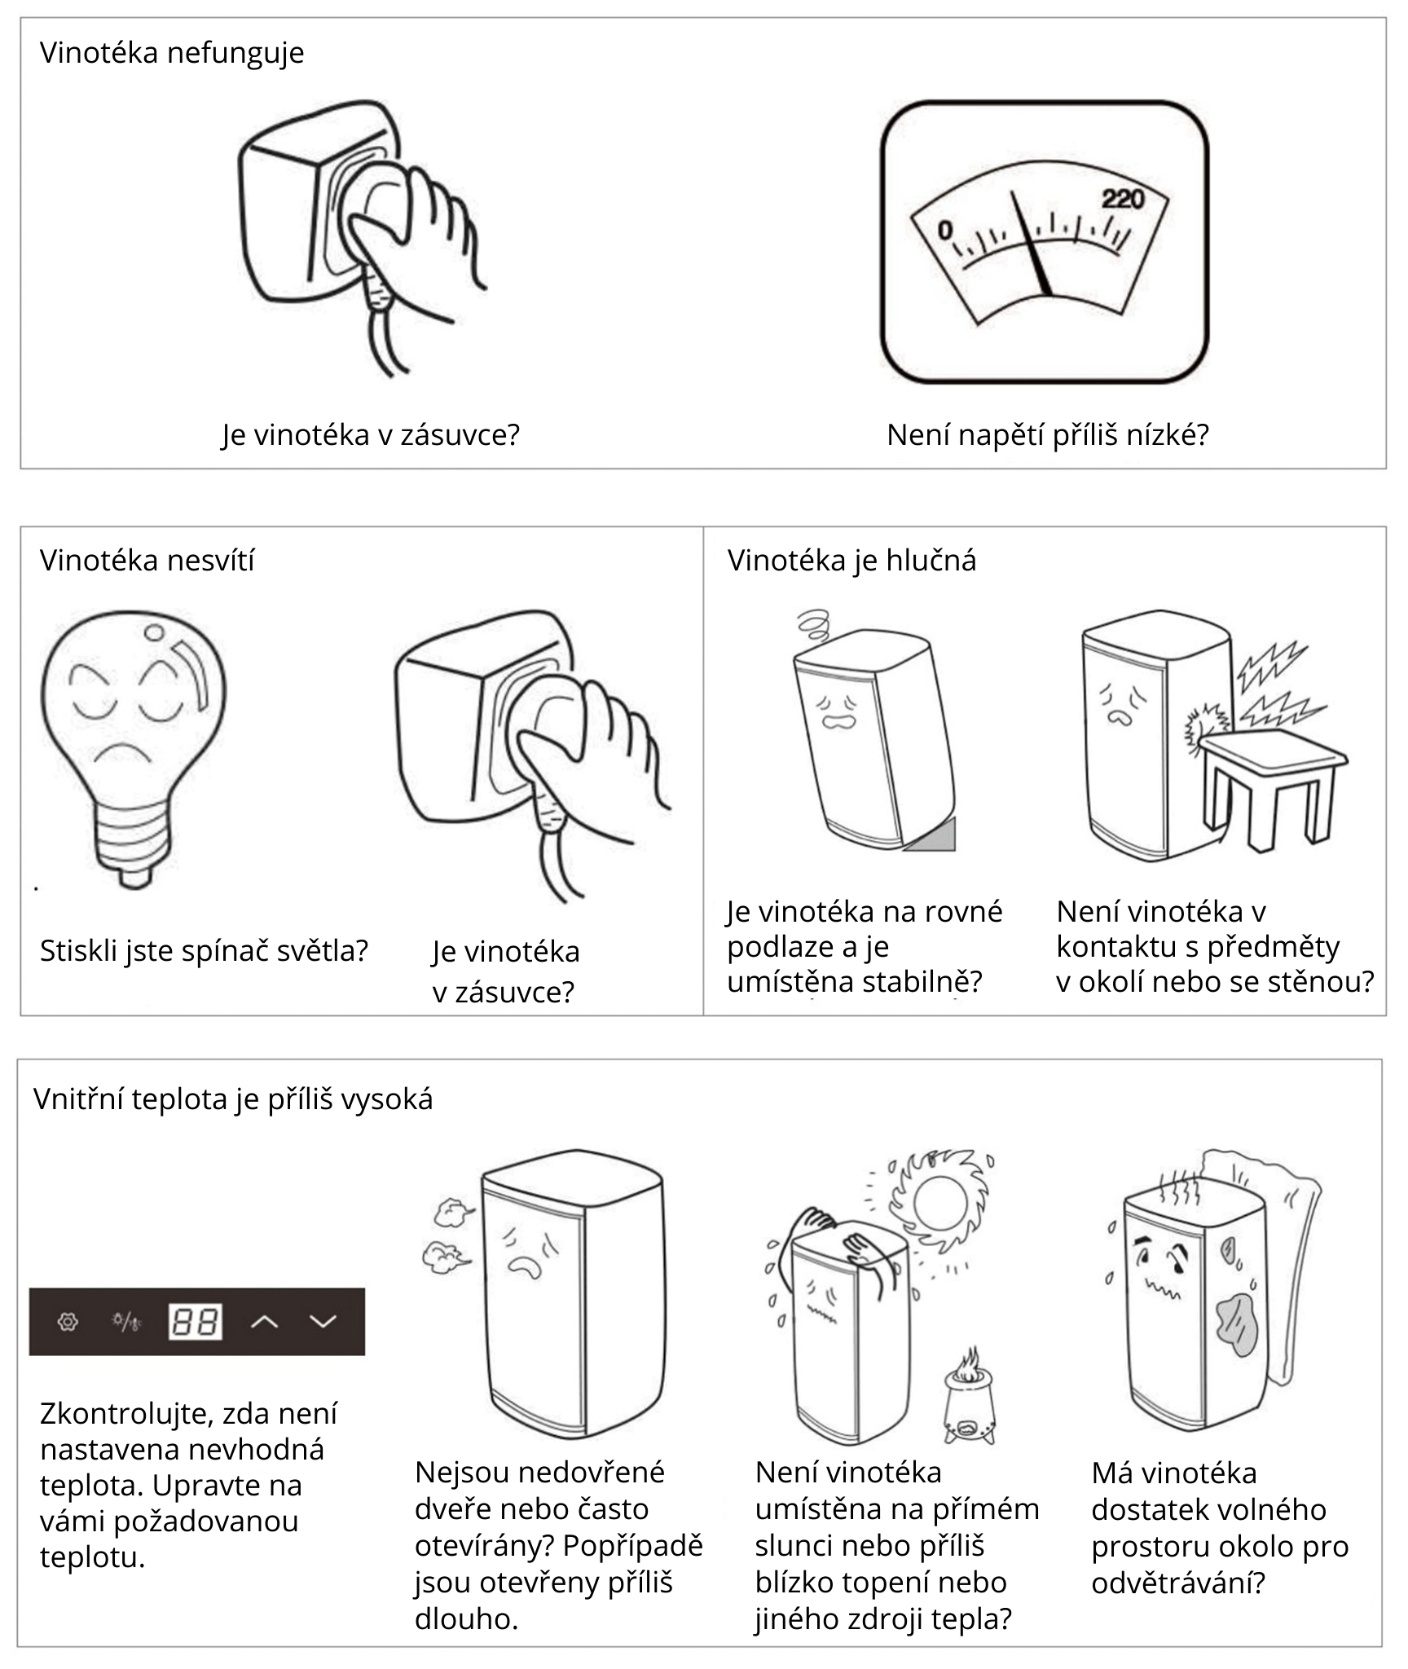 Vinotéka nefunguje
0
220
Je vinotéka v zásuvce?
Není napětí příliš nízké?
Vinotéka nesvítí
Stiskli jste spínač světla?
Je vinotéka
v zásuvce?
Vinotéka je hlučná
Je vinotéka na rovné
podlaze a je
umístěna stabilně?
Není vinotéka v
kontaktu s předměty
v okolí nebo se stěnou?
Vnitřní teplota je příliš vysoká
88
Zkontrolujte, zda není
nastavena nevhodná
teplota. Upravte na
vámi požadovanou
teplotu.
Nejsou nedovřené
dveře nebo často
otevírány? Popřípadě
jsou otevřeny příliš
dlouho.
Není vinotéka
umístěna na přímém
slunci nebo příliš
blízko topení nebo
jiného zdroji tepla?
Má vinotéka
dostatek volného
prostoru okolo pro
odvětrávání?